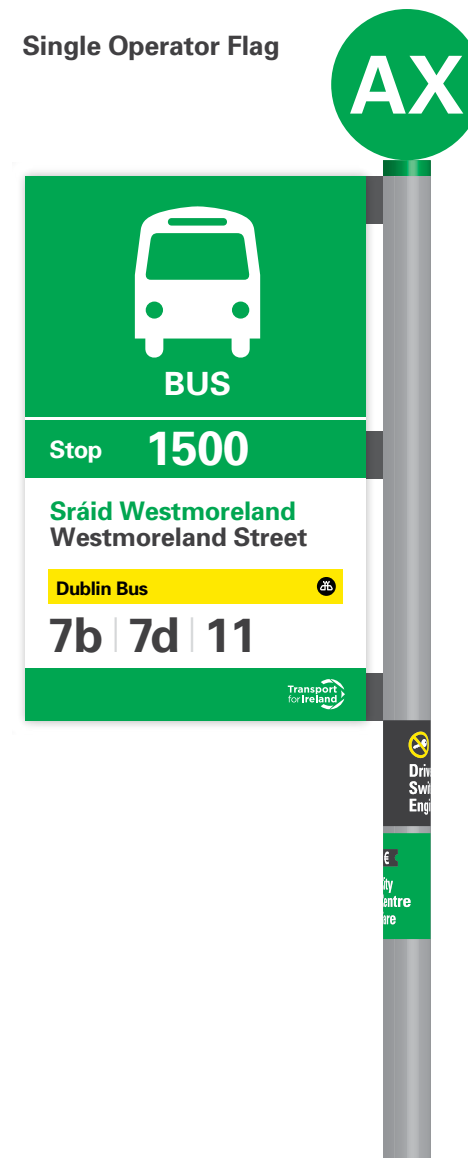 Single Operator Flag
AX
BUS
Stop 1500
Sráid Westmoreland
Westmoreland Street
Dublin Bus
7b | 7d | 11
Transport
for Ireland
€